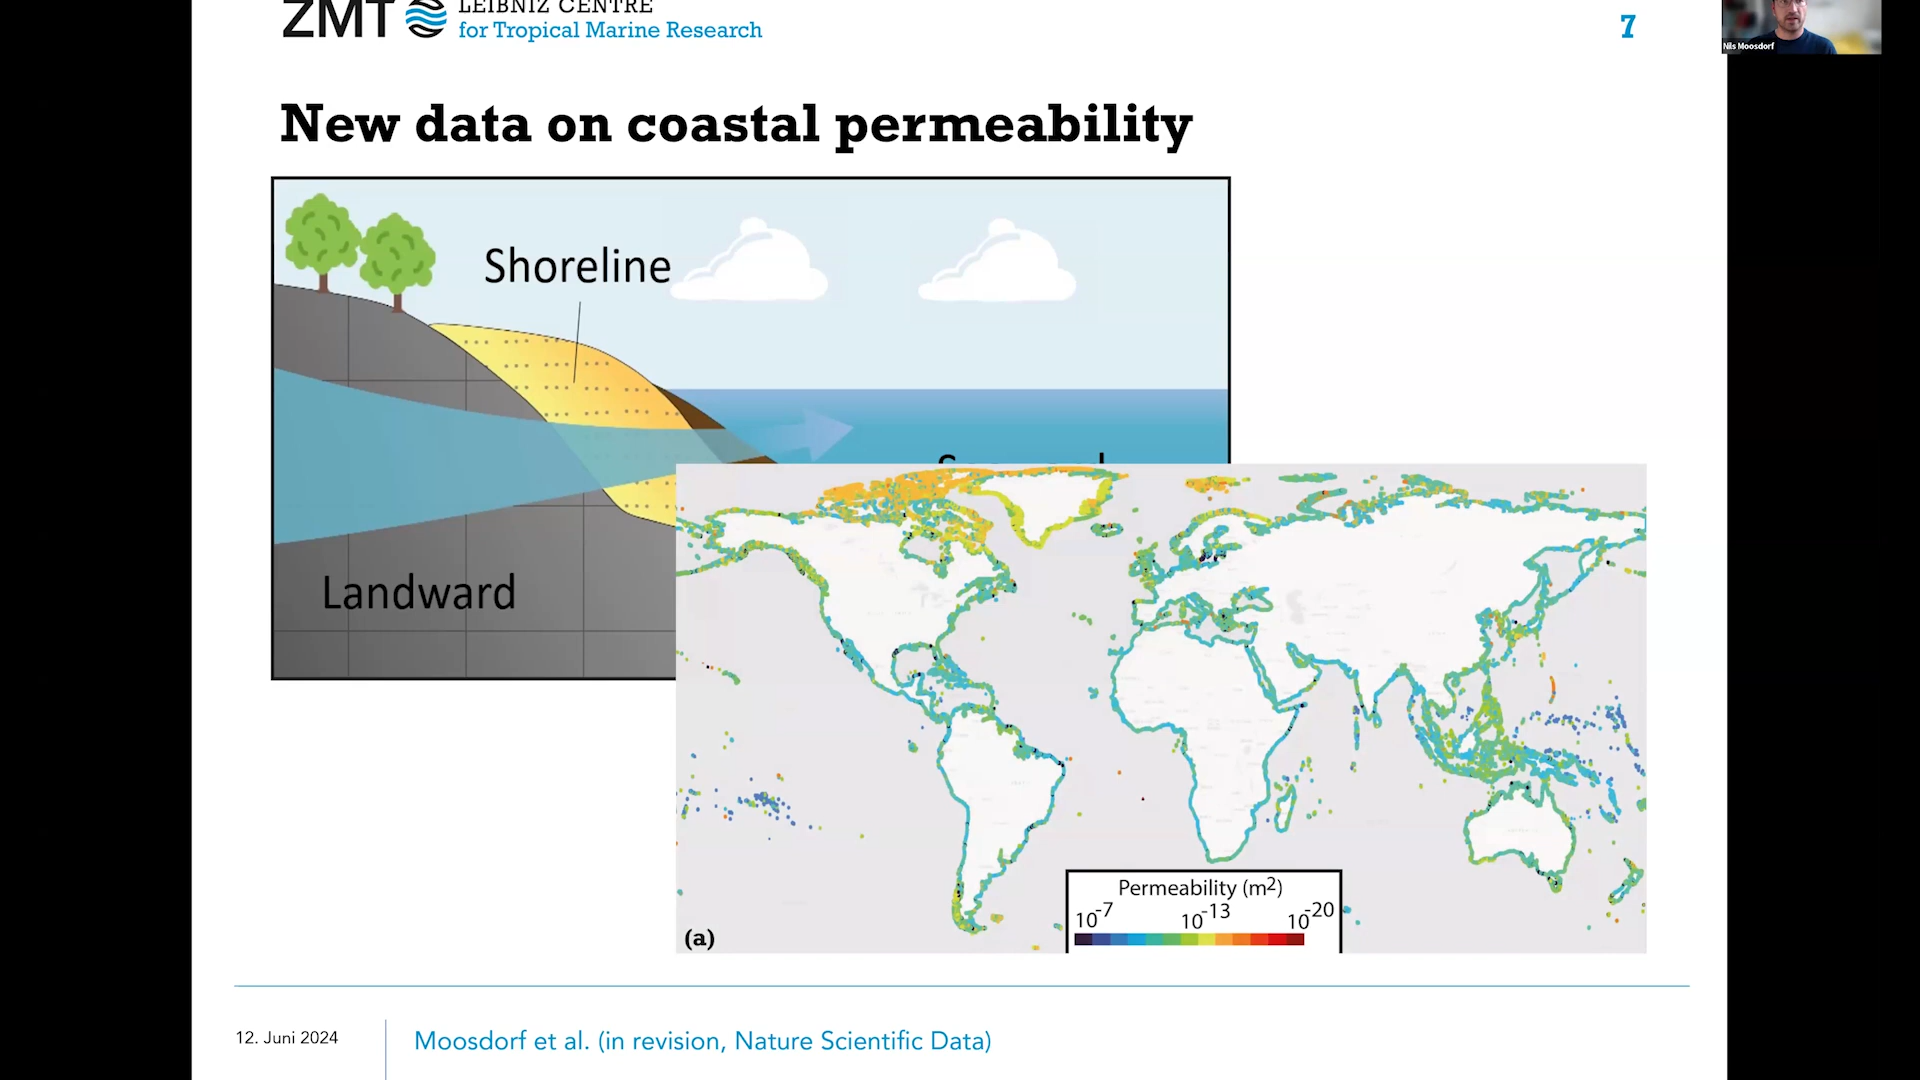 ZMT
LEIBNIZ CENTRE
for Tropical Marine Research
7
Nils Moosdorf
New data on coastal permeability
Shoreline
Landward
Permeability (m2)
10-7 10-13 10-20
(a)
12. Juni 2024
Moosdorf et al. (in revision, Nature Scientific Data)